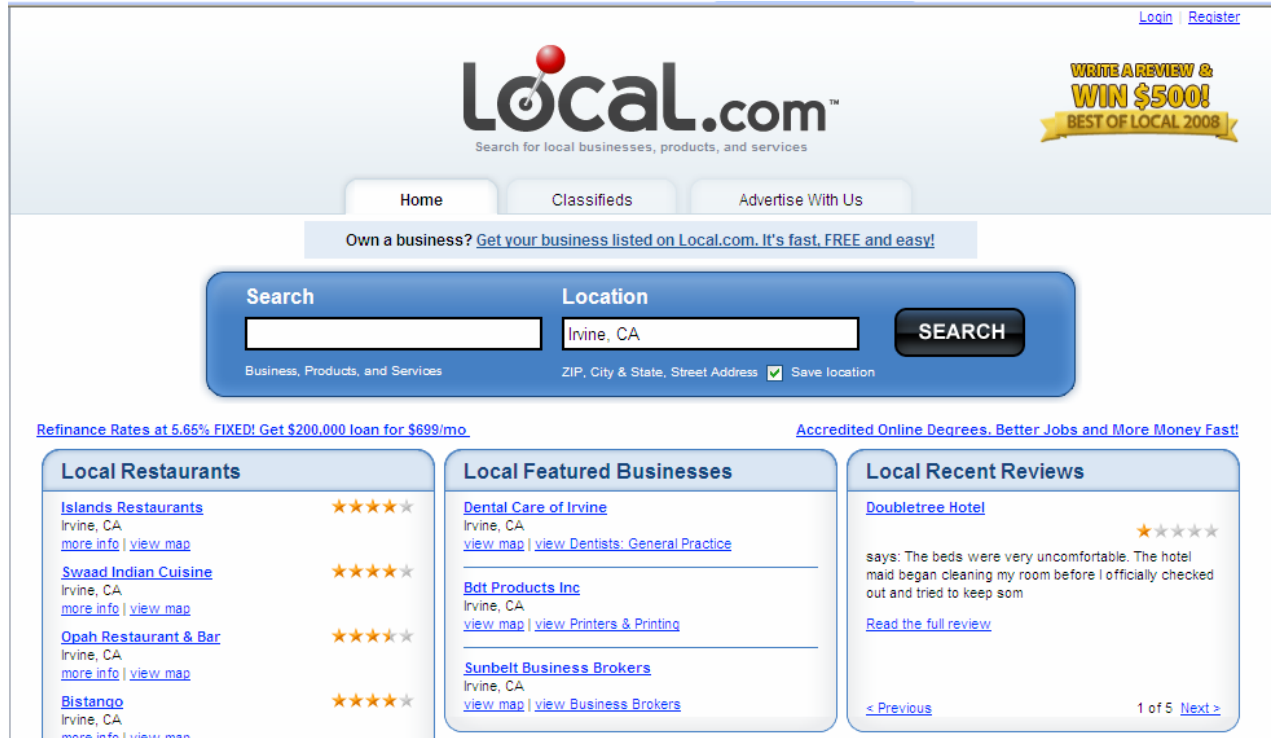 Login | Register
Local.com™
Search for local businesses, products, and services
WRITE A REVIEW &
WIN $500!
BEST OF LOCAL 2008
Home Classifieds Advertise With Us
Own a business? Get your business listed on Local.com. It's fast, FREE and easy!
Search Location
Irvine, CA SEARCH
Business, Products, and Services ZIP, City & State, Street Address Save location
Refinance Rates at 5.65% FIXED! Get $200,000 loan for $699/mo Accredited Online Degrees. Better Jobs and More Money Fast!
Local Restaurants
Islands Restaurants
Irvine, CA
more info | view map
Swaad Indian Cuisine
Irvine, CA
more info | view map
Opah Restaurant & Bar
Irvine, CA
more info | view map
Bistango
Irvine, CA
more info | view map
Local Featured Businesses
Dental Care of Irvine
Irvine, CA
view map | view Dentists: General Practice
Bdt Products Inc
Irvine, CA
view map | view Printers & Printing
Sunbelt Business Brokers
Irvine, CA
view map | view Business Brokers
Local Recent Reviews
Doubletree Hotel
says: The beds were very uncomfortable. The hotel
maid began cleaning my room before I officially checked
out and tried to keep som
Read the full review
< Previous 1 of 5 Next >